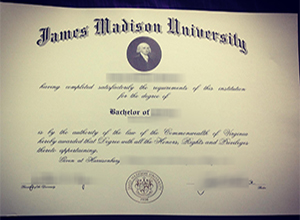 James Madison University
having completed satisfactorily the requirements of this institution
for the degree of
Bachelor of
is by the authority of the law of the Commonwealth of Virginia
hereby awarded that Degree with all the Honors, Rights and Privileges
thereto appertaining.
Given at Harrisonburg